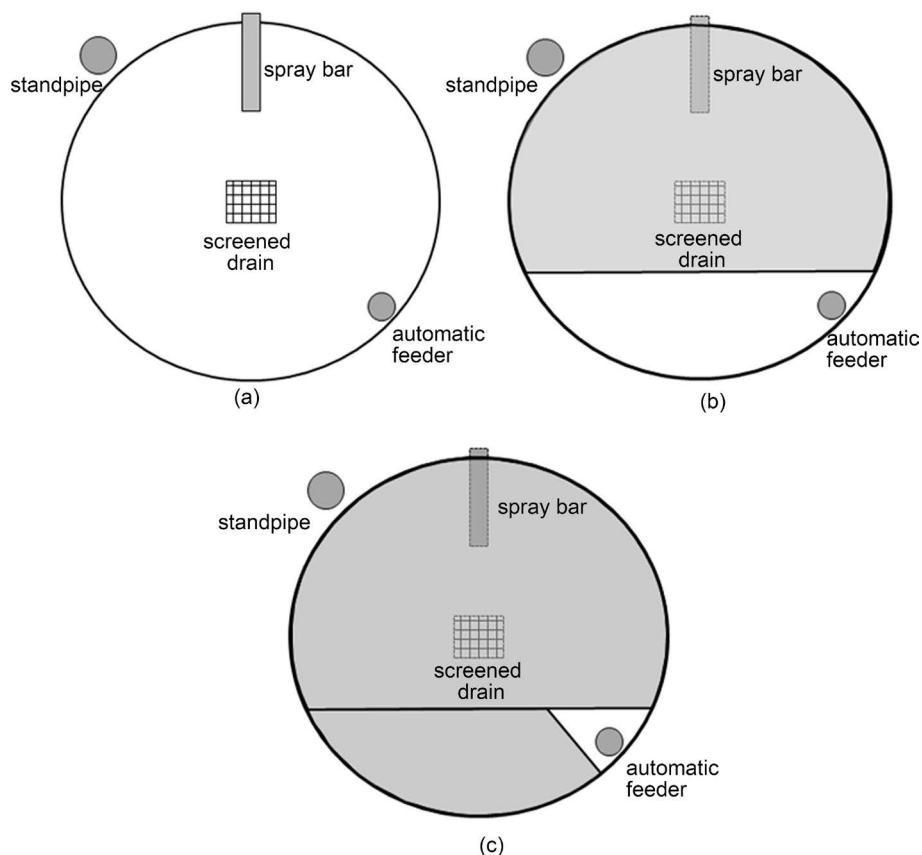 spray bar
standpipe
screened
drain
automatic
feeder
(a)
spray bar
standpipe
screened
drain
automatic
feeder
(b)
spray bar
standpipe
screened
drain
automatic
feeder
(c)